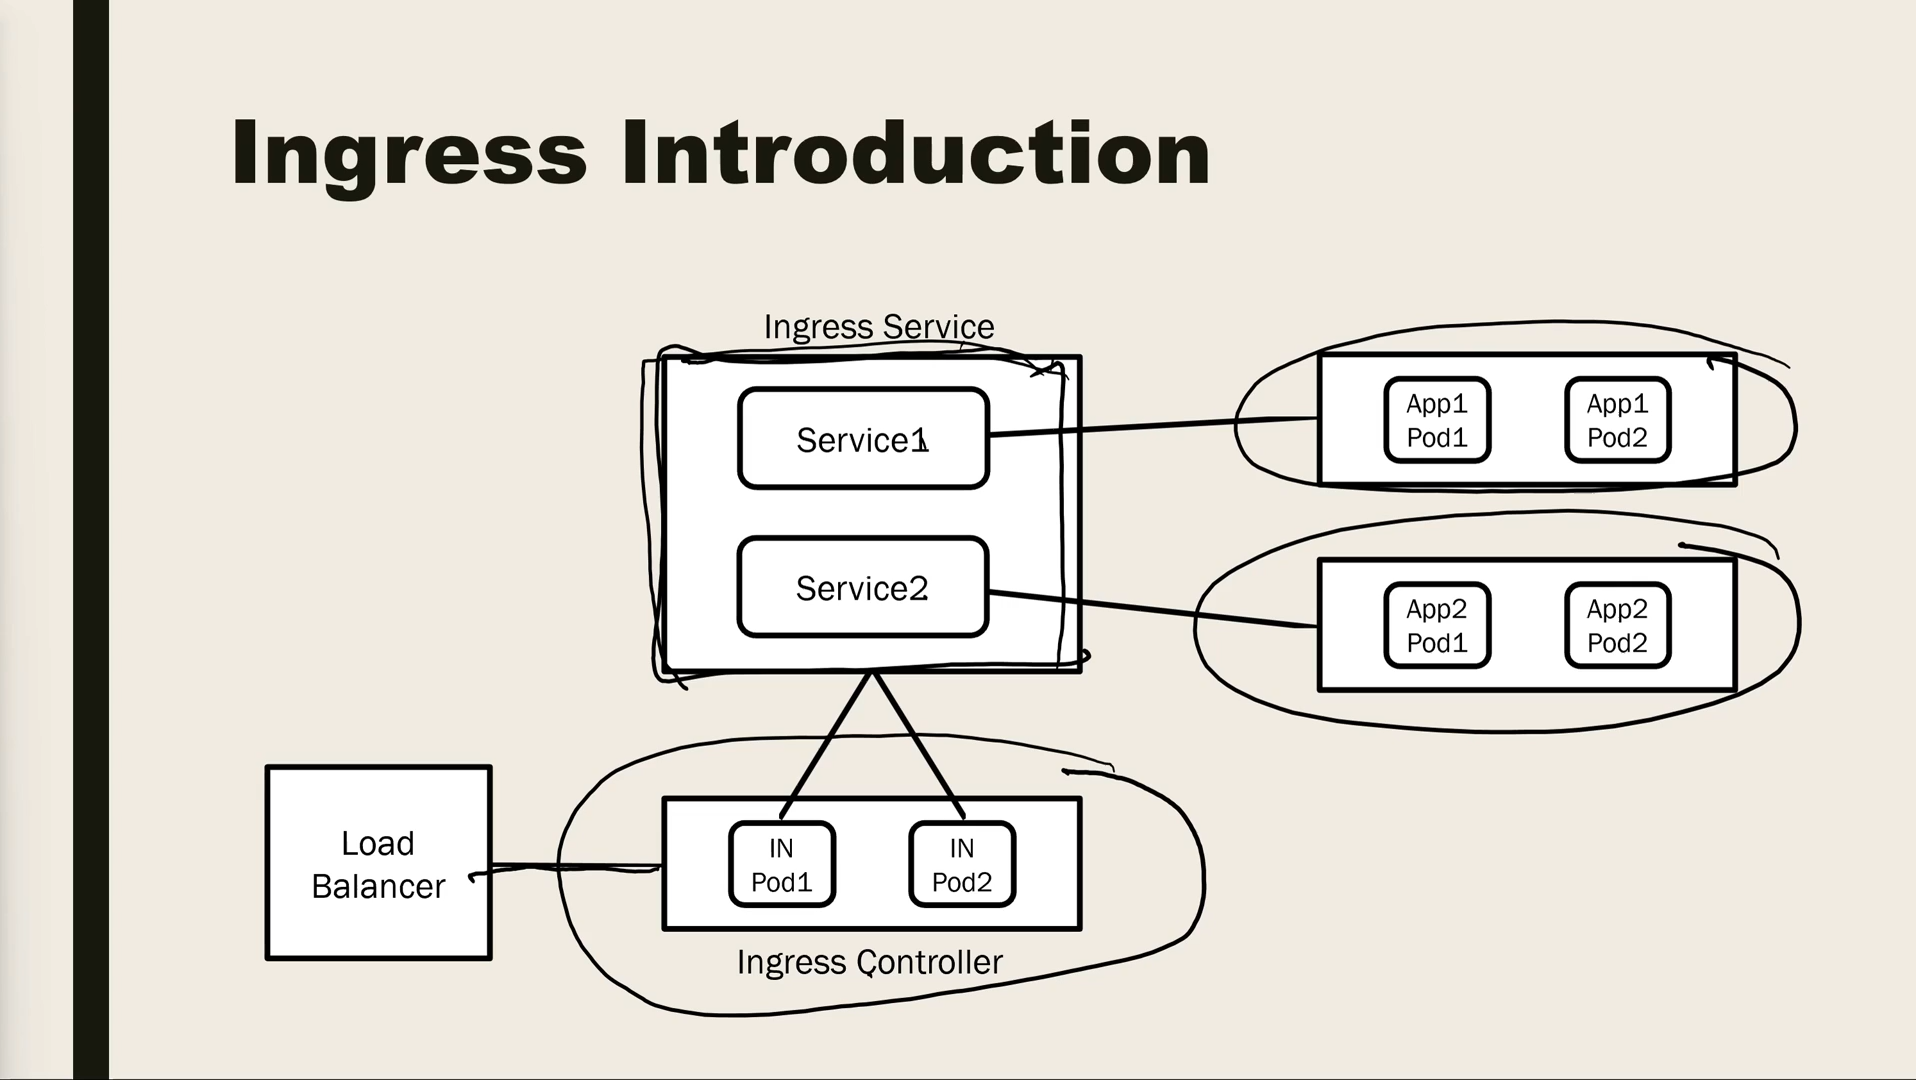 Ingress Introduction
Ingress Service
Service1
Service2
App1
Pod1
App1
Pod2
App2
Pod1
App2
Pod2
Load
Balancer
IN
Pod1
IN
Pod2
Ingress Controller